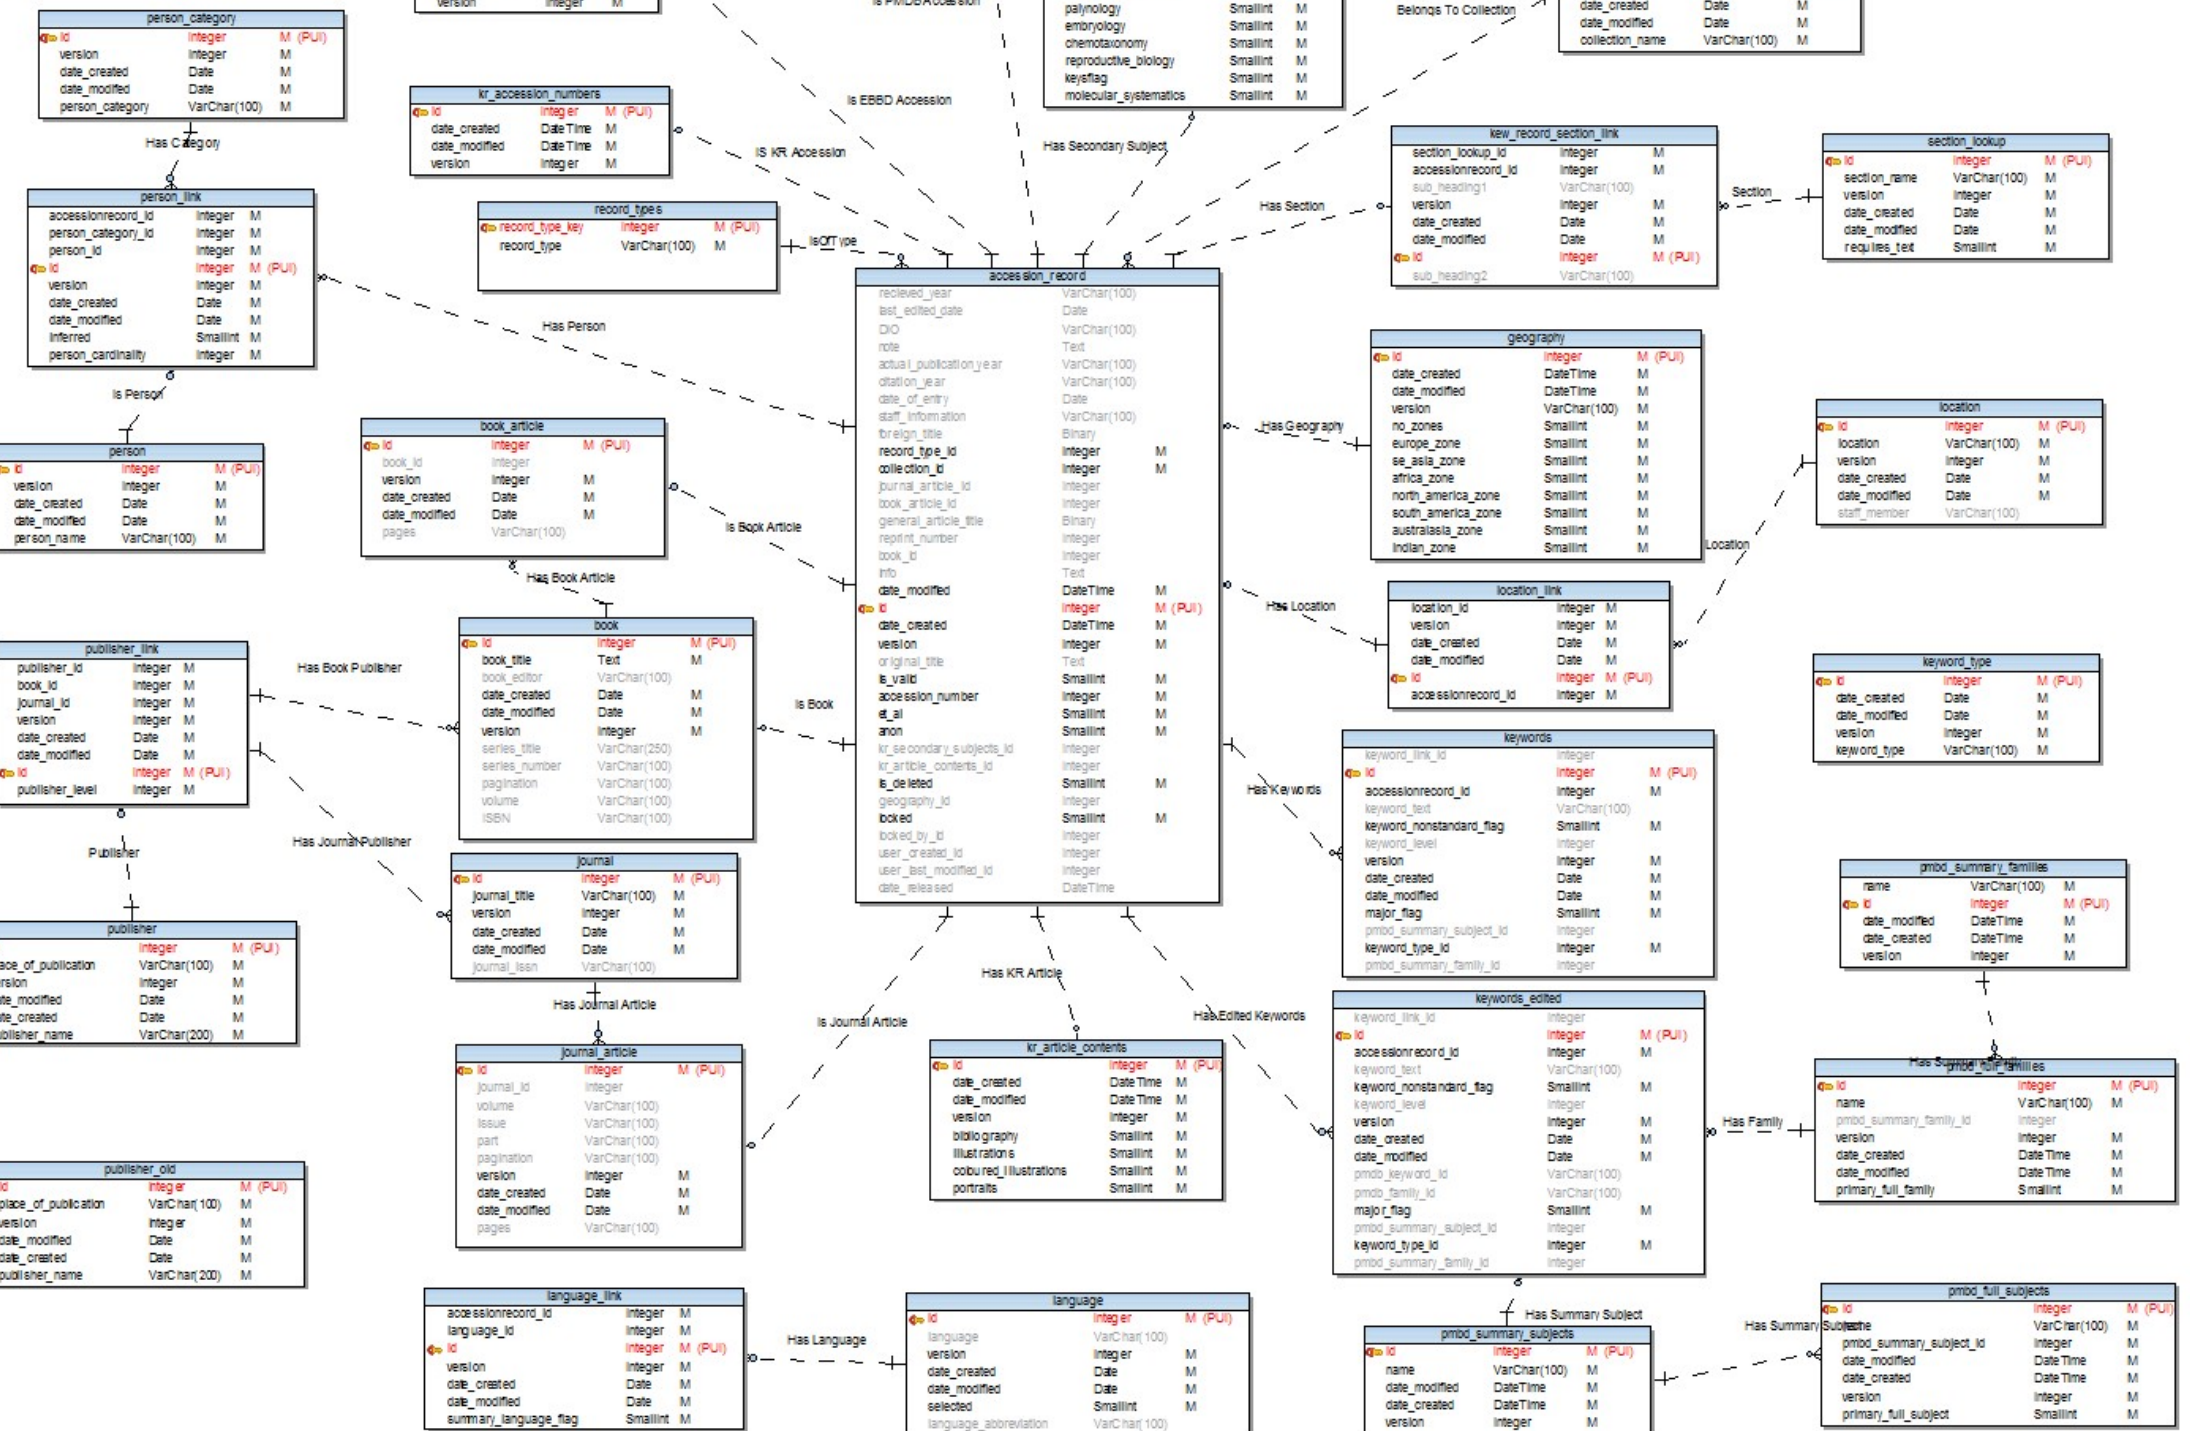 version Integer M
Is PMDB Accession
palynology Smallint M
embryology Smallint M
chemotaxonomy Smallint M
reproductive_biology Smallint M
keysflag Smallint M
molecular_systematics Smallint M
Belongs To Collection
date_created Date M
date_modified Date M
collection_name VarChar(100) M
person_category
id Integer M (PUI)
version Integer M
date_created Date M
date_modifed Date M
person_category VarChar(100) M
Has Category
kr_accession_numbers
id Integer M (PUI)
date_created DateTime M
date_modified DateTime M
version Integer M
Is EBBD Accession
IS KR Accession
Has Secondary Subject
person_link
accessionrecord_id Integer M
person_category_id Integer M
person_id Integer M
id Integer M (PUI)
version Integer M
date_created Date M
date_modified Date M
inferred Smallint M
person_cardinality Integer M
record_types
record_type_key Integer M (PUI)
record_type VarChar(100) M
IsOfType
Has Section
kew_record_section_link
section_lookup_id Integer M
accessionrecord_id Integer M
sub_heading1 VarChar(100)
version Integer M
date_created Date M
date_modified Date M
id Integer M (PUI)
sub_heading2 VarChar(100)
Section
section_lookup
id Integer M (PUI)
section_name VarChar(100) M
version Integer M
date_created Date M
date_modified Date M
requires_text Smallint M
Has Person
Is Person
person
id Integer M (PUI)
version Integer M
date_created Date M
date_modified Date M
person_name VarChar(100) M
accession_record
recieved_year VarChar(100)
last_edited_date Date
DIO VarChar(100)
note Text
actual_publication_year VarChar(100)
citation_year VarChar(100)
date_of_entry Date
staff_information VarChar(100)
foreign_title Binary
record_type_id Integer M
collection_id Integer M
journal_article_id Integer
book_article_id Integer
general_article_title Binary
reprint_number Integer
book_id Integer
info Text
date_modified DateTime M
id Integer M (PUI)
date_created DateTime M
version Integer M
original_title Text
is_valid Smallint M
accession_number Integer M
et_al Smallint M
anon Smallint M
kr_secondary_subjects_id Integer
kr_article_contents_id Integer
is_deleted Smallint M
geography_id Integer
locked Smallint M
locked_by_id Integer
user_created_id Integer
user_last_modified_id Integer
date_released DateTime
book_article
id Integer M (PUI)
book_id Integer
version Integer M
date_created Date M
date_modified Date M
pages VarChar(100)
Is Book Article
Has Book Article
geography
id Integer M (PUI)
date_created DateTime M
date_modified DateTime M
version VarChar(100) M
no_zones Smallint M
europe_zone Smallint M
se_asia_zone Smallint M
africa_zone Smallint M
north_america_zone Smallint M
south_america_zone Smallint M
australasia_zone Smallint M
indian_zone Smallint M
Has Geography
location
id Integer M (PUI)
location VarChar(100) M
version Integer M
date_created Date M
date_modified Date M
staff_member VarChar(100)
Location
Has Location
location_link
location_id Integer M
version Integer M
date_created Date M
date_modified Date M
id Integer M (PUI)
accessionrecord_id Integer M
publisher_link
publisher_id Integer M
book_id Integer M
journal_id Integer M
version Integer M
date_created Date M
date_modified Date M
id Integer M (PUI)
publisher_level Integer M
Has Book Publisher
book
id Integer M (PUI)
book_title Text M
book_editor VarChar(100)
date_created Date M
date_modified Date M
version Integer M
series_title VarChar(250)
series_number VarChar(100)
pagination VarChar(100)
volume VarChar(100)
ISBN VarChar(100)
Is Book
keyword_type
id Integer M (PUI)
date_created Date M
date_modified Date M
version Integer M
keyword_type VarChar(100) M
keywords
keyword_link_id Integer
id Integer M (PUI)
accessionrecord_id Integer M
keyword_text VarChar(100)
keyword_nonstandard_flag Smallint M
keyword_level Integer
version Integer M
date_created Date M
date_modified Date M
major_flag Smallint M
pmbd_summary_subject_id Integer
keyword_type_id Integer M
pmbd_summary_family_id Integer
Has Keywords
Publisher
Has Journal Publisher
journal
id Integer M (PUI)
journal_title VarChar(100) M
version Integer M
date_created Date M
date_modified Date M
journal_issn VarChar(100)
pmbd_summary_families
name VarChar(100) M
id Integer M (PUI)
date_modified DateTime M
date_created DateTime M
version Integer M
publisher
Integer M (PUI)
ace_of_publication VarChar(100) M
rsion Integer M
te_modified Date M
te_created Date M
ublisher_name VarChar(200) M
Has Journal Article
Is Journal Article
Has KR Article
Has Edited Keywords
journal_article
id Integer M (PUI)
journal_id Integer
volume VarChar(100)
issue VarChar(100)
part VarChar(100)
pagination VarChar(100)
version Integer M
date_created Date M
date_modified Date M
pages VarChar(100)
kr_article_contents
id Integer M (PUI)
date_created DateTime M
date_modified DateTime M
version Integer M
bibliography Smallint M
illustrations Smallint M
coloured_illustrations Smallint M
portraits Smallint M
keywords_edited
keyword_link_id Integer
id Integer M (PUI)
accessionrecord_id Integer M
keyword_text VarChar(100)
keyword_nonstandard_flag Smallint M
keyword_level Integer
version Integer M
date_created Date M
date_modified Date M
pmdb_keyword_id VarChar(100)
pmdb_family_id VarChar(100)
major_flag Smallint M
pmbd_summary_subject_id Integer
keyword_type_id Integer M
pmbd_summary_family_id Integer
Has Family
Has Summary Family
pmbd_full_families
id Integer M (PUI)
name VarChar(100) M
pmbd_summary_family_id Integer
version Integer M
date_created DateTime M
date_modified DateTime M
primary_full_family Smallint M
publisher_old
id Integer M (PUI)
place_of_publication VarChar(100) M
version Integer M
date_modified Date M
date_created Date M
publisher_name VarChar(200) M
language_link
accessionrecord_id Integer M
language_id Integer M
id Integer M (PUI)
version Integer M
date_created Date M
date_modified Date M
summary_language_flag Smallint M
Has Language
language
id Integer M (PUI)
language VarChar(100)
version Integer M
date_created Date M
date_modified Date M
selected Smallint M
language_abbreviation VarChar(100)
Has Summary Subject
pmbd_summary_subjects
id Integer M (PUI)
name VarChar(100) M
date_modified DateTime M
date_created DateTime M
version Integer M
Has Summary Subject
pmbd_full_subjects
id Integer M (PUI)
name VarChar(100) M
pmbd_summary_subject_id Integer M
date_modified DateTime M
date_created DateTime M
version Integer M
primary_full_subject Smallint M